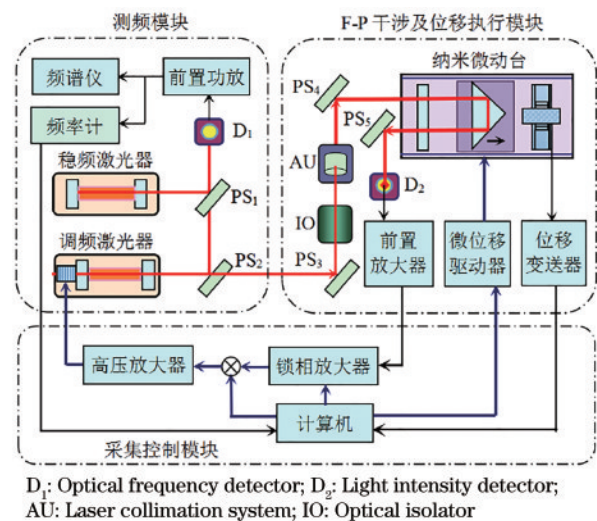 测频模块
F-P 干涉及位移执行模块
频谱仪
前置功放
频率计
D₁
稳频激光器
PS₁
调频激光器
PS₂
PS₃
纳米微动台
PS₄
PS₅
AU
D₂
IO
前置
放大器
微位移
驱动器
位移
变送器
高压放大器
锁相放大器
计算机
采集控制模块
D₁: Optical frequency detector; D₂: Light intensity detector;
AU: Laser collimation system; IO: Optical isolator